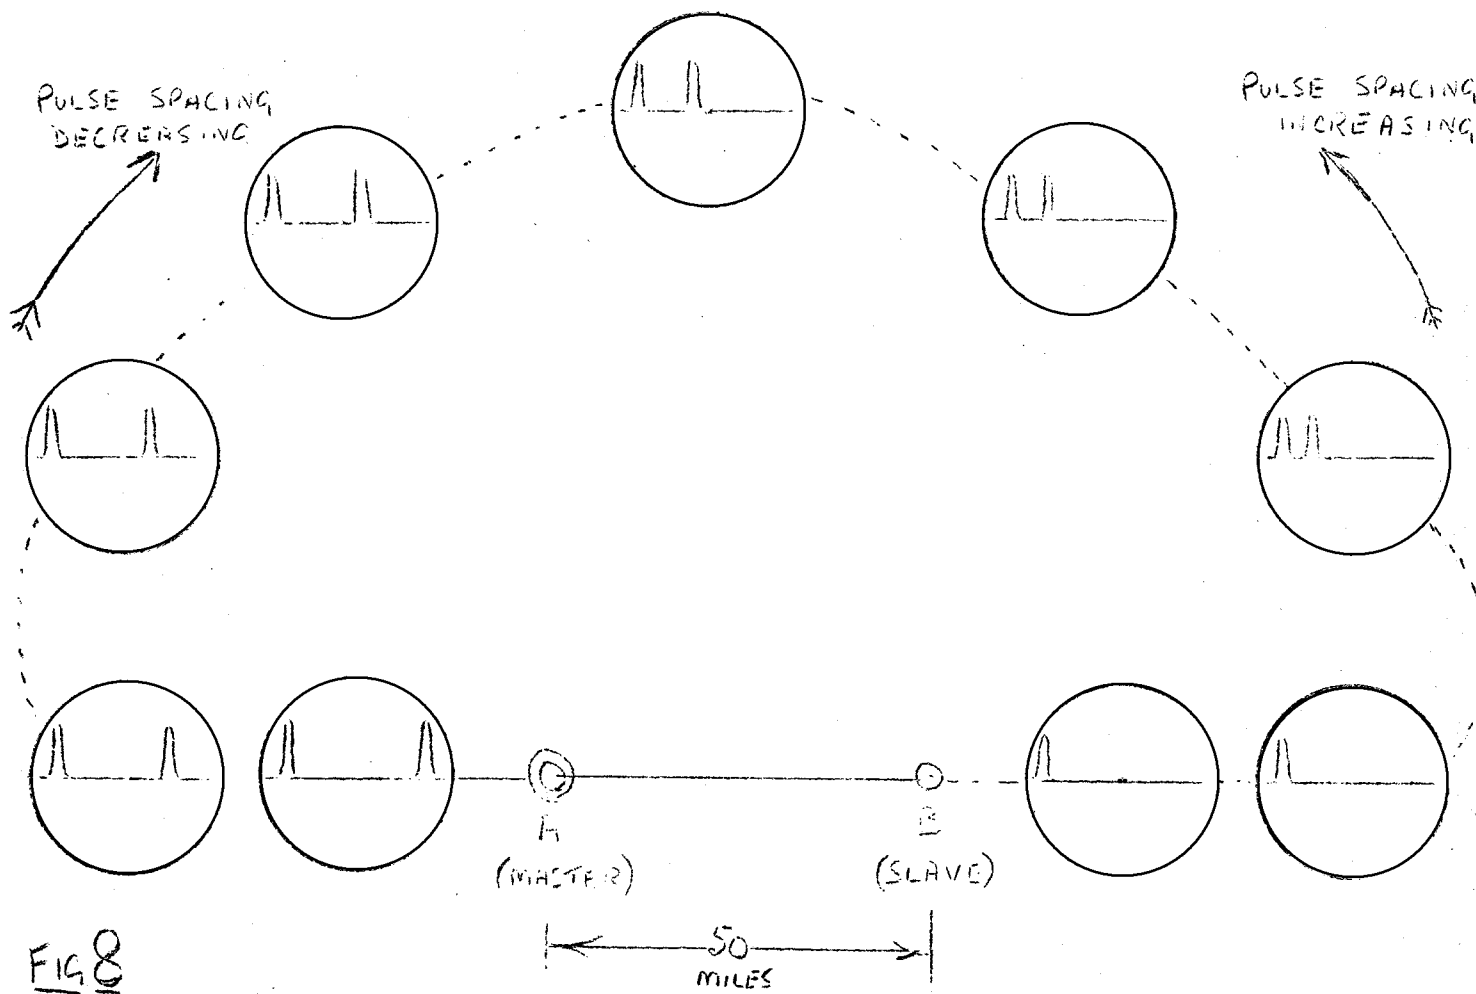 PULSE SPACING
DECREASING
PULSE SPACING
INCREASING
A
(MASTER)
B
(SLAVE)
50
MILES
FIG 8